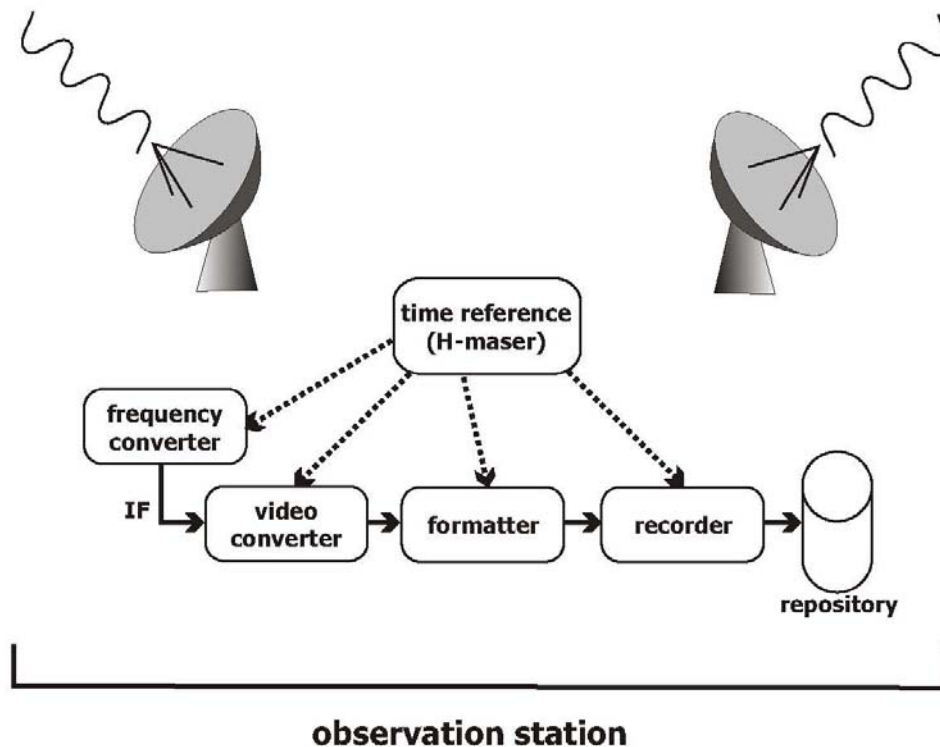 time reference
(H-maser)
frequency
converter
IF
video
converter
formatter
recorder
repository
observation station